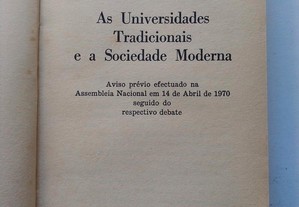 As Universidades
Tradicionais
e a Sociedade Moderna
Aviso prévio efectuado na
Assembleia Nacional em 14 de Abril de 1970
seguido do
respectivo debate